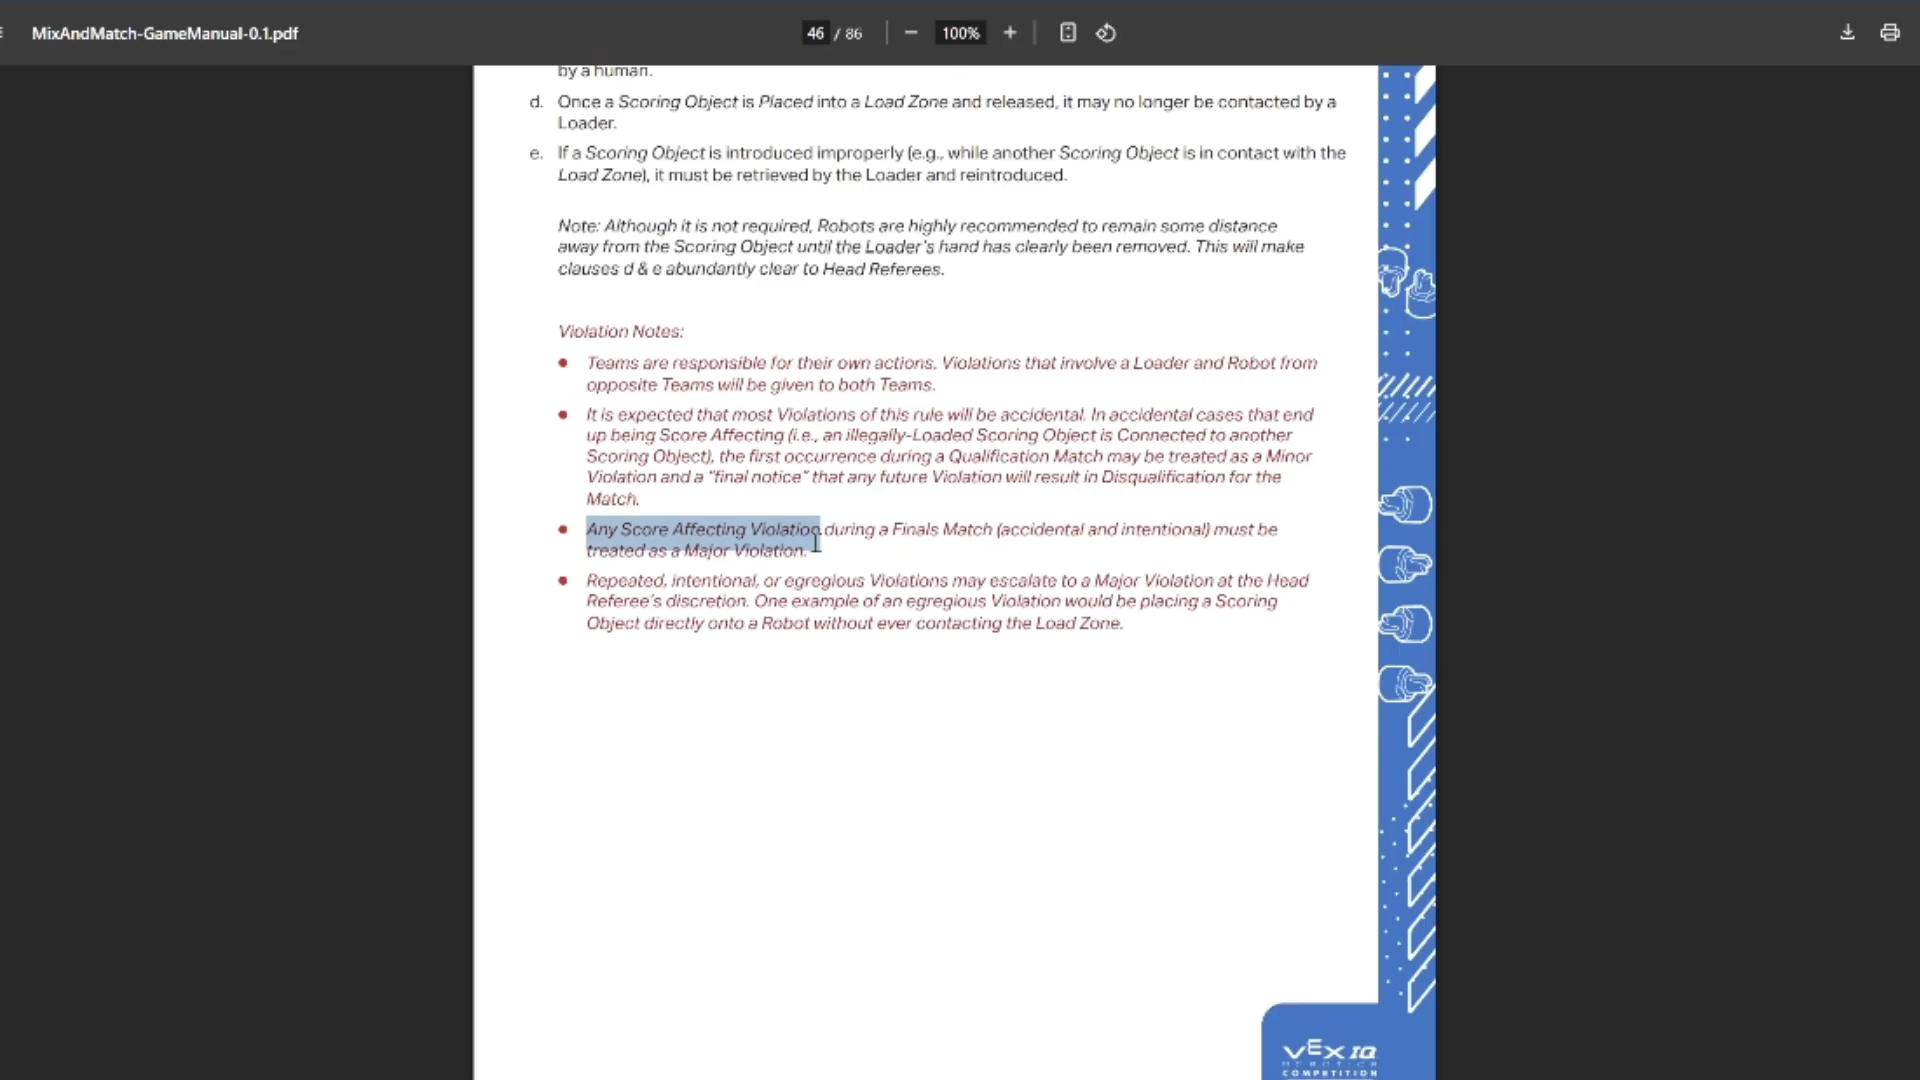 MixAndMatch-GameManual-0.1.pdf
46 / 86
100%
by a human.
d. Once a Scoring Object is Placed into a Load Zone and released, it may no longer be contacted by a
Loader.
e. If a Scoring Object is introduced improperly (e.g., while another Scoring Object is in contact with the
Load Zone), it must be retrieved by the Loader and reintroduced.
Note: Although it is not required, Robots are highly recommended to remain some distance
away from the Scoring Object until the Loader's hand has clearly been removed. This will make
clauses d & e abundantly clear to Head Referees.
Violation Notes:
• Teams are responsible for their own actions. Violations that involve a Loader and Robot from
opposite Teams will be given to both Teams.
• It is expected that most Violations of this rule will be accidental. In accidental cases that end
up being Score Affecting (i.e., an illegally-Loaded Scoring Object is Connected to another
Scoring Object), the first occurrence during a Qualification Match may be treated as a Minor
Violation and a "final notice" that any future Violation will result in Disqualification for the
Match.
• Any Score Affecting Violation during a Finals Match (accidental and intentional) must be
treated as a Major Violation.
• Repeated, intentional, or egregious Violations may escalate to a Major Violation at the Head
Referee's discretion. One example of an egregious Violation would be placing a Scoring
Object directly onto a Robot without ever contacting the Load Zone.
VEX IQ
ROBOTICS
COMPETITION